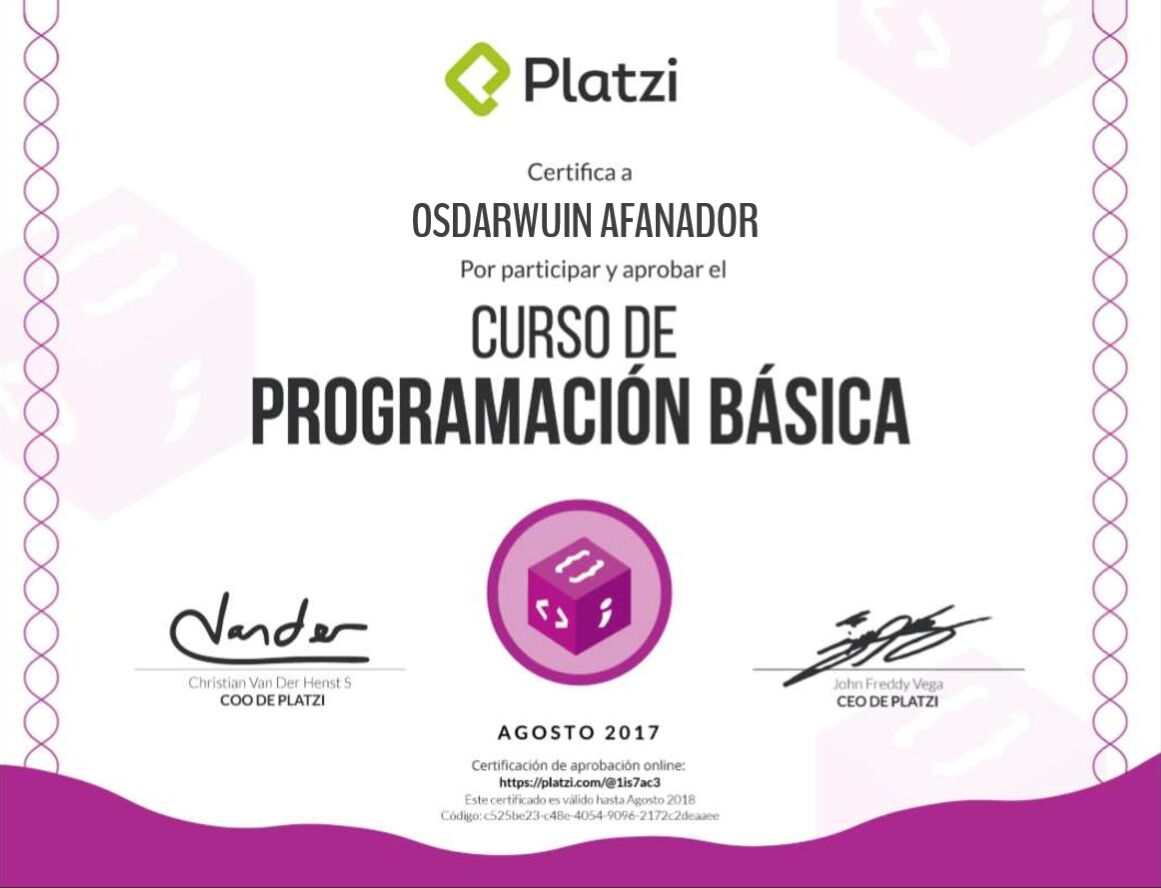 Platzi
Certifica a
OSDARWUIN AFANADOR
Por participar y aprobar el
CURSO DE
PROGRAMACIÓN BÁSICA
Vander
Christian Van Der Henst S
COO DE PLATZI
John Freddy Vega
CEO DE PLATZI
AGOSTO 2017
Certificación de aprobación online:
https://platzi.com/@1is7ac3
Este certificado es válido hasta Agosto 2018
Código: c525be23-c48e-4054-9096-2172c2deaaee